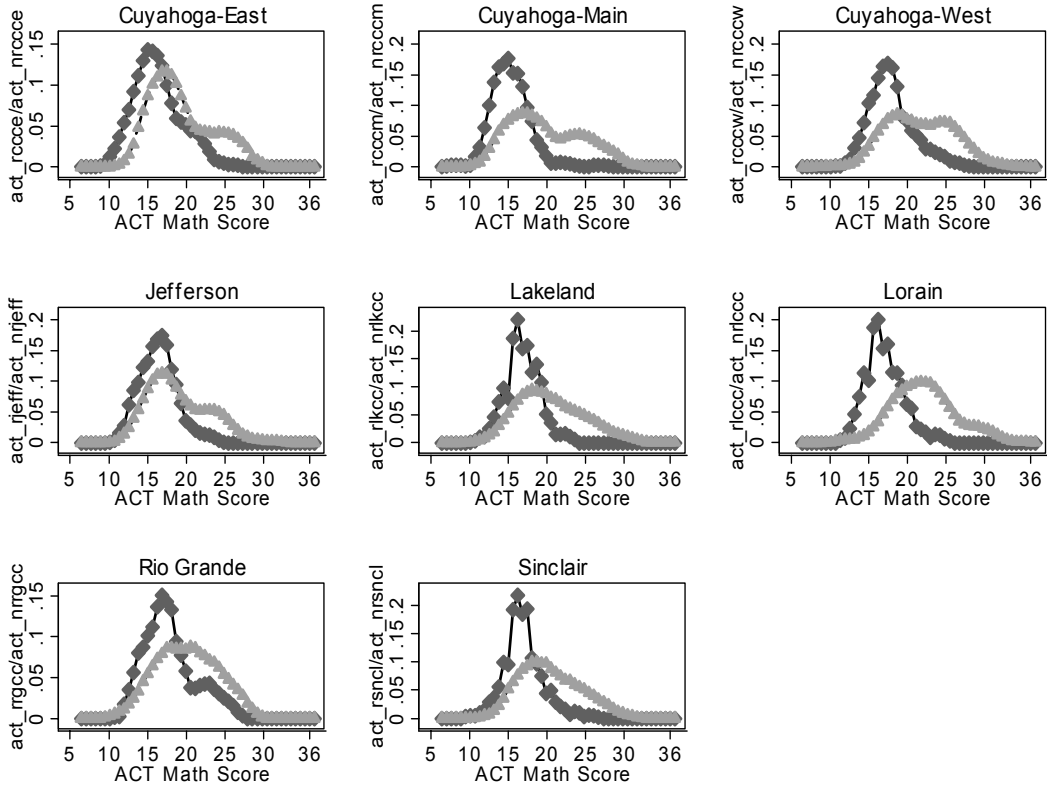 Cuyahoga-East
act_rccce/act_nrccce
0 .05 .1 .15
5 10 15 20 25 30 36
ACT Math Score
Cuyahoga-Main
act_rcccm/act_nrcccm
0 .05 .1 .15 .2
5 10 15 20 25 30 36
ACT Math Score
Cuyahoga-West
act_rcccw/act_nrcccw
0 .05 .1 .15 .2
5 10 15 20 25 30 36
ACT Math Score
Jefferson
act_rjeff/act_nrjeff
0 .05 .1 .15 .2
5 10 15 20 25 30 36
ACT Math Score
Lakeland
act_rlkcc/act_nrlkcc
0 .05 .1 .15 .2
5 10 15 20 25 30 36
ACT Math Score
Lorain
act_rlccc/act_nrlccc
0 .05 .1 .15 .2
5 10 15 20 25 30 36
ACT Math Score
Rio Grande
act_rrgcc/act_nrrgcc
0 .05 .1 .15
5 10 15 20 25 30 36
ACT Math Score
Sinclair
act_rsncl/act_nrsncl
0 .05 .1 .15 .2
5 10 15 20 25 30 36
ACT Math Score